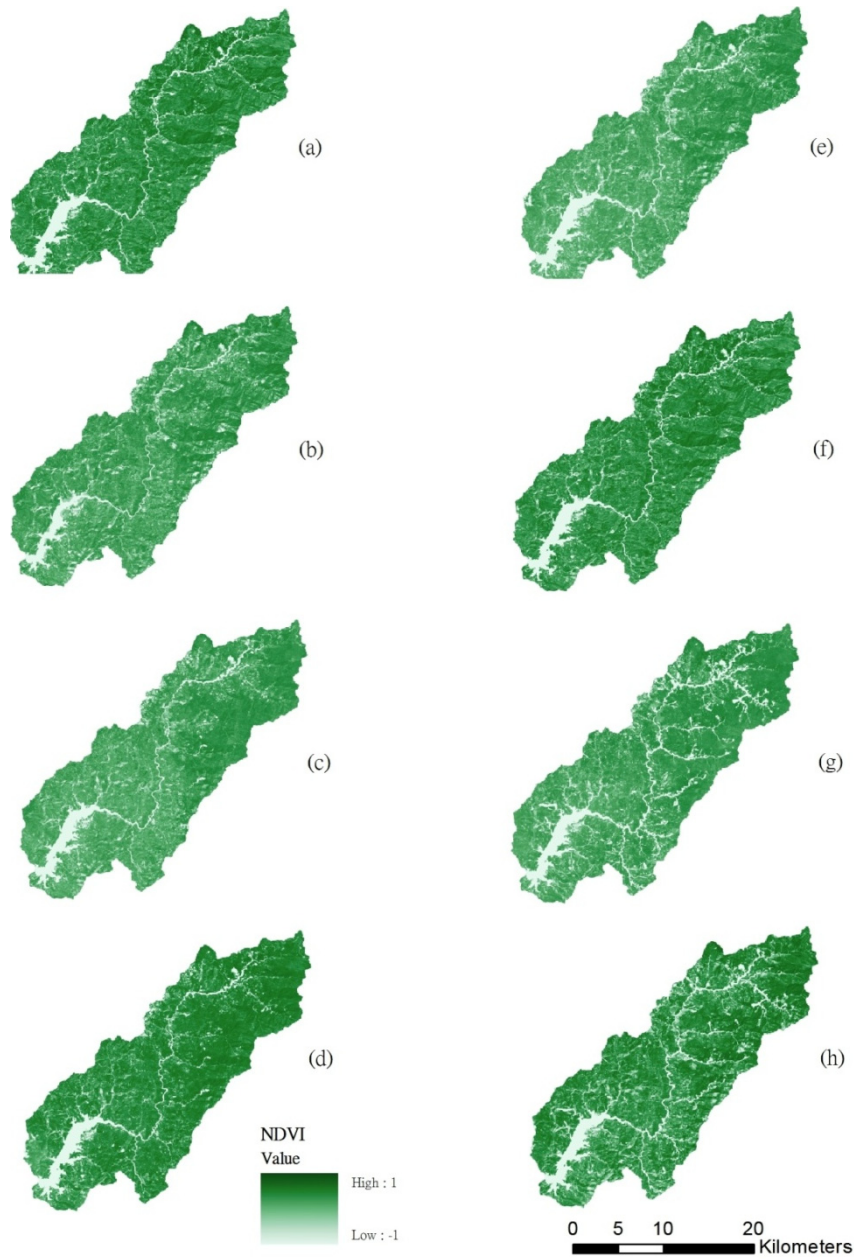 (a)
(e)
(b)
(f)
(c)
(g)
(d)
(h)
NDVI
Value
High : 1
Low : -1
0 5 10 20
Kilometers